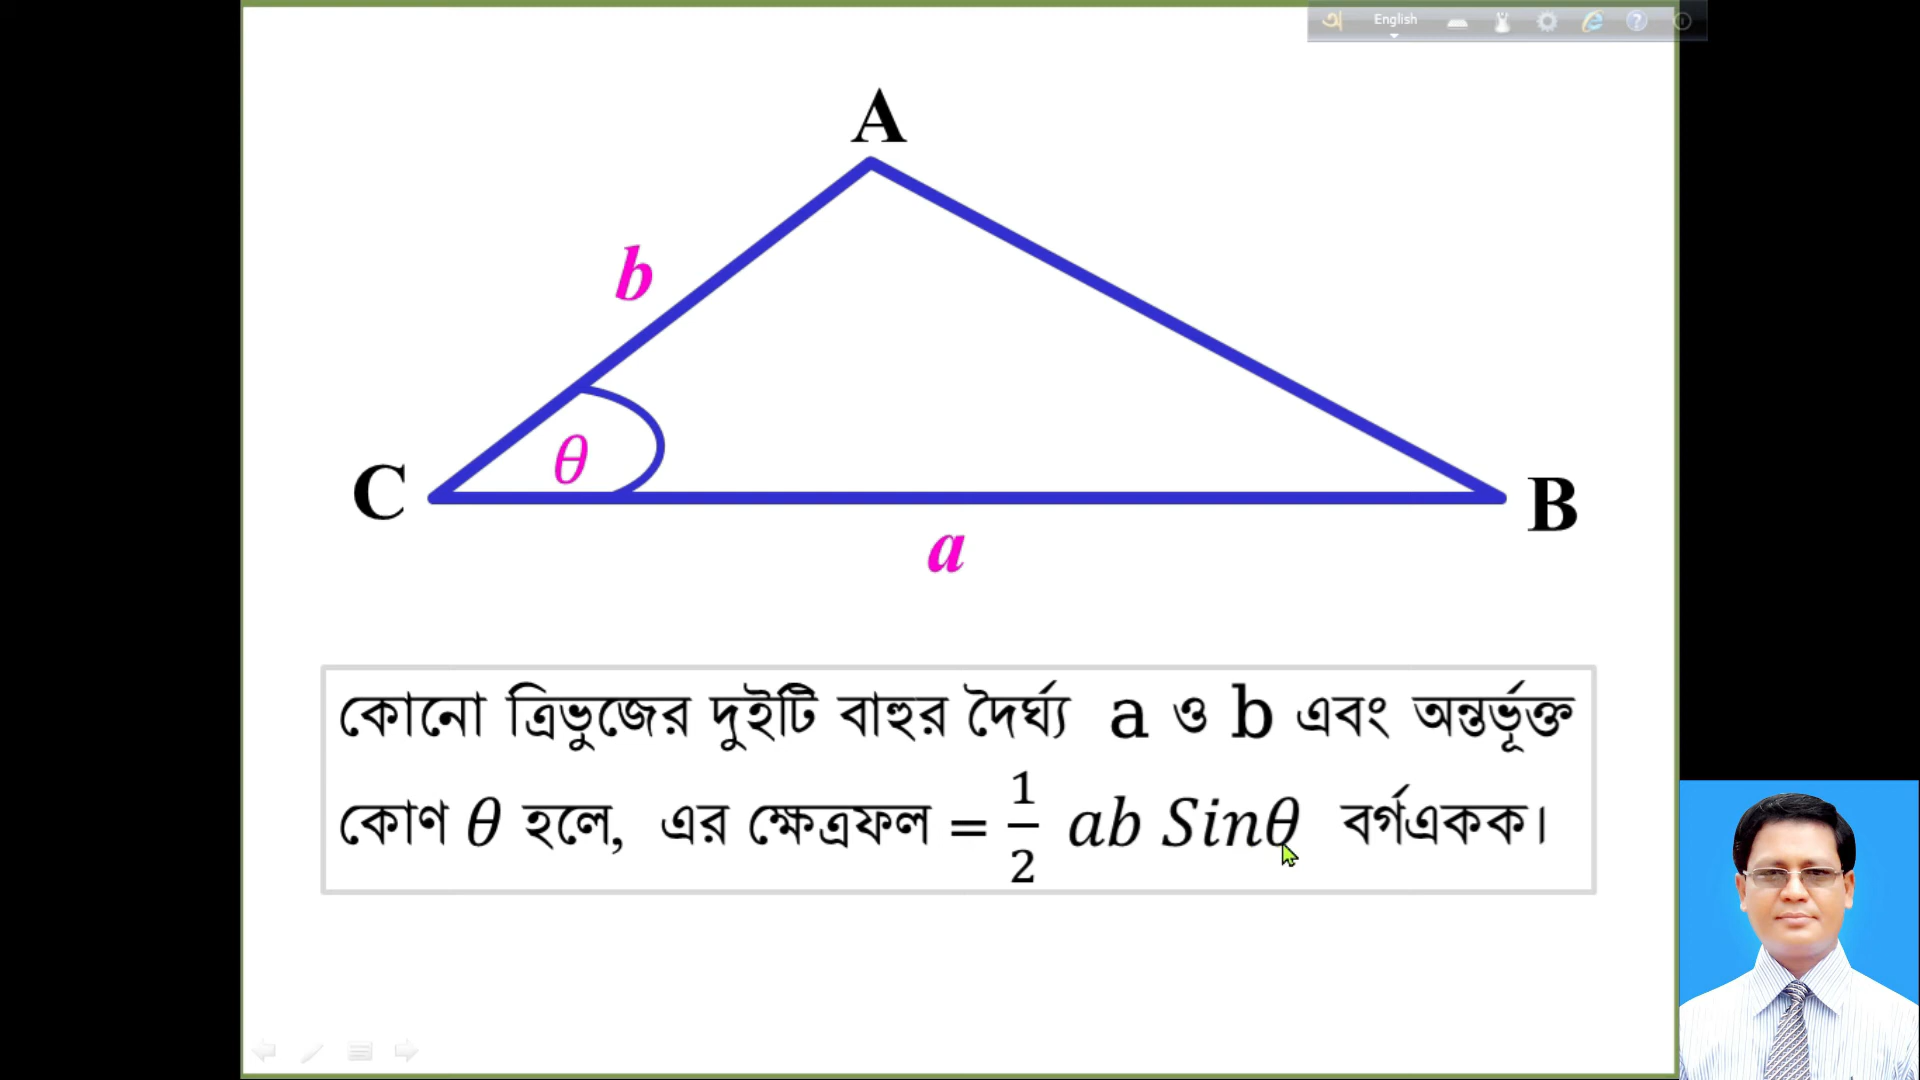 English
A
b
θ
C
B
a
কোনো ত্রিভুজের দুইটি বাহুর দৈর্ঘ্য a ও b এবং অন্তর্ভূক্ত
কোণ θ হলে, এর ক্ষেত্রফল = 1/2 ab Sinθ বর্গএকক।